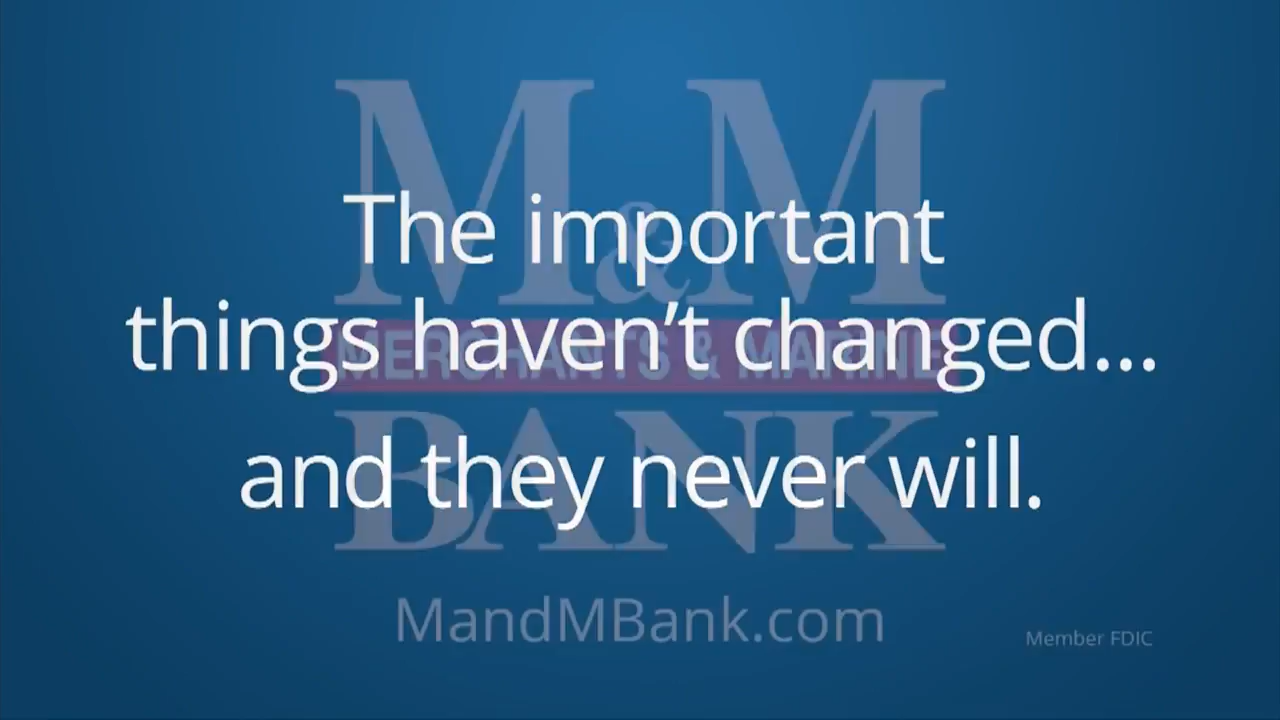 M&M
The important
things haven't changed...
MERCHANTS & MARINE
and they never will.
BANK
MandMBank.com
Member FDIC